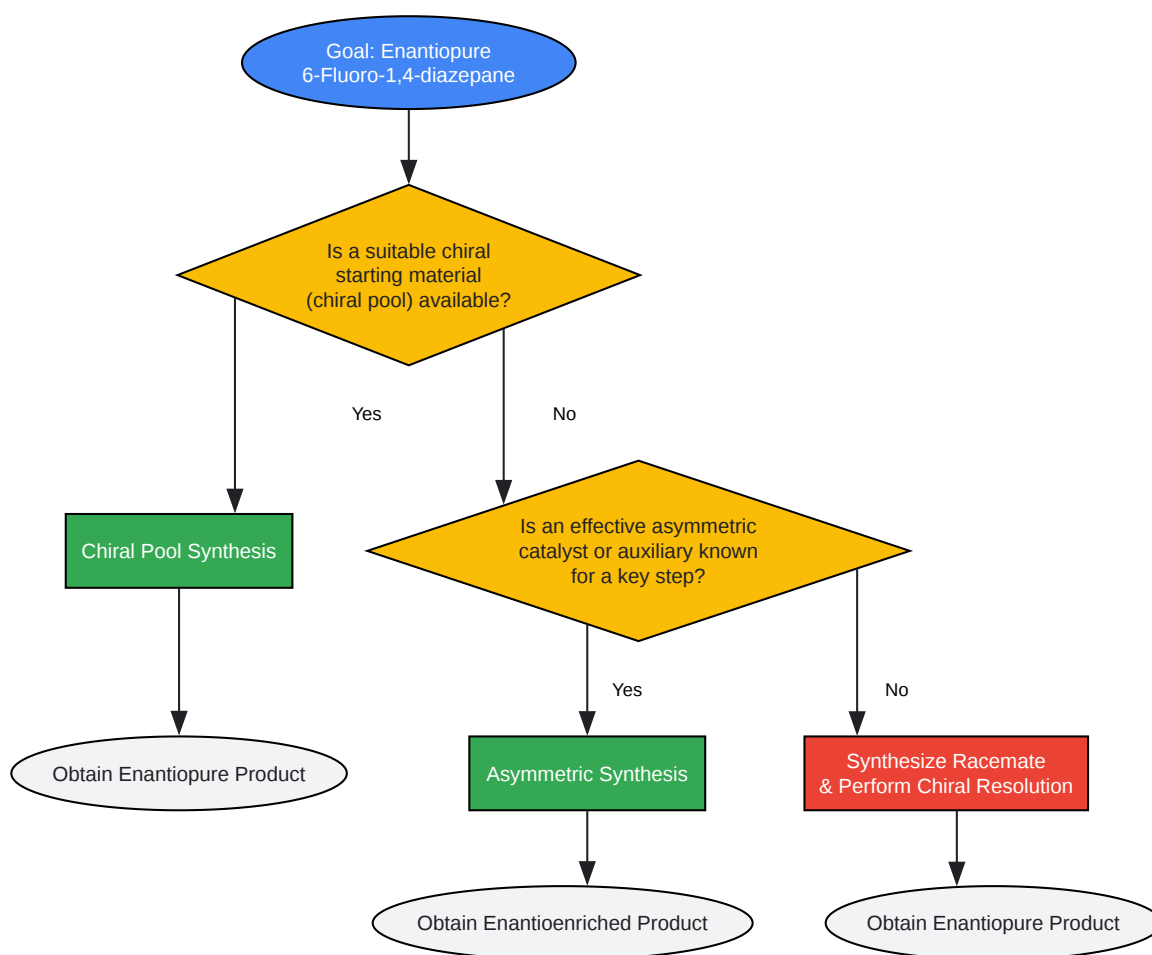 Goal: Enantiopure
6-Fluoro-1,4-diazepane
Is a suitable chiral
starting material
(chiral pool) available?
Yes
No
Chiral Pool Synthesis
Is an effective asymmetric
catalyst or auxiliary known
for a key step?
Yes
No
Obtain Enantiopure Product
Asymmetric Synthesis
Synthesize Racemate
& Perform Chiral Resolution
Obtain Enantioenriched Product
Obtain Enantiopure Product